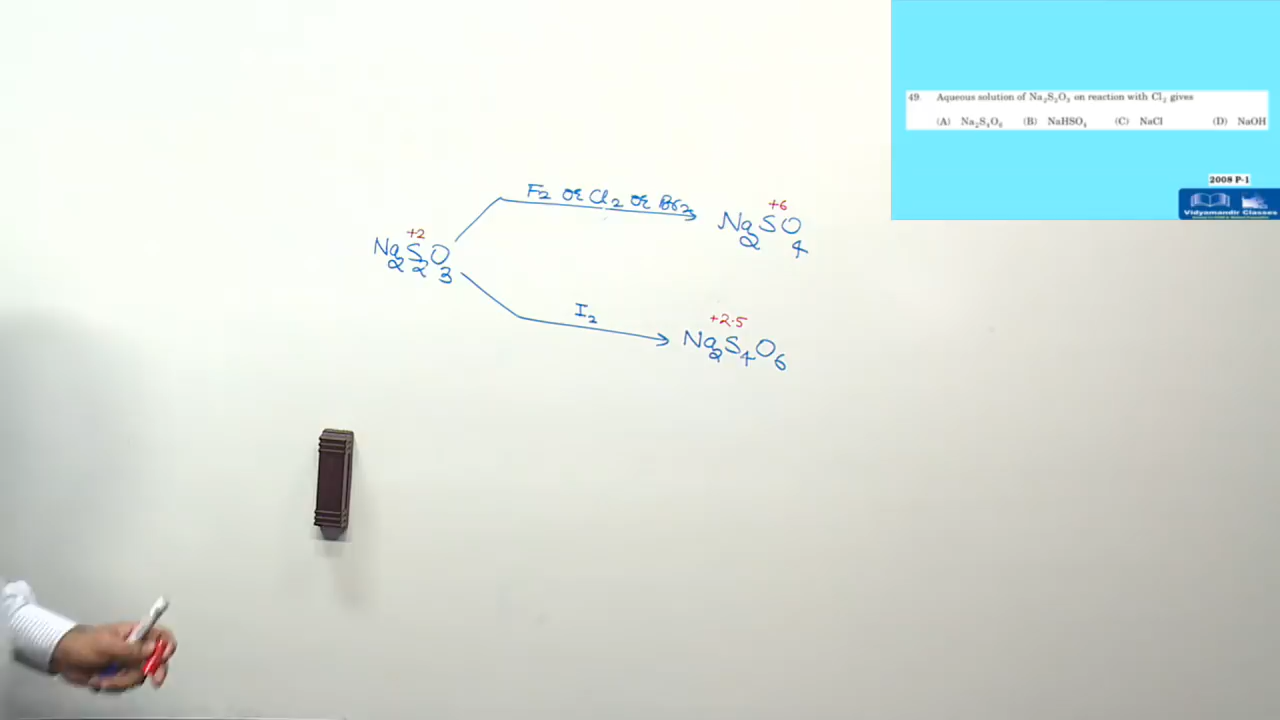 49. Aqueous solution of Na₂S₂O₃ on reaction with Cl₂ gives
(A) Na₂S₄O₆ (B) NaHSO₄ (C) NaCl (D) NaOH
2008 P-1
Vidyamandir Classes
F₂ or Cl₂ or Br₂
+6
Na₂SO₄
+2
Na₂S₂O₃
I₂
+2.5
Na₂S₄O₆